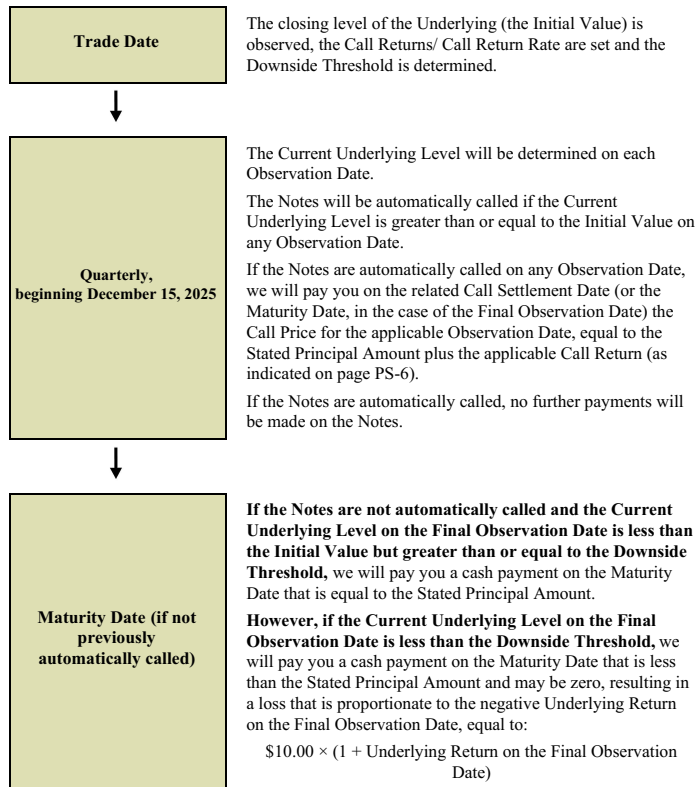 Trade Date
The closing level of the Underlying (the Initial Value) is
observed, the Call Returns/ Call Return Rate are set and the
Downside Threshold is determined.
Quarterly,
beginning December 15, 2025
The Current Underlying Level will be determined on each
Observation Date.
The Notes will be automatically called if the Current
Underlying Level is greater than or equal to the Initial Value on
any Observation Date.
If the Notes are automatically called on any Observation Date,
we will pay you on the related Call Settlement Date (or the
Maturity Date, in the case of the Final Observation Date) the
Call Price for the applicable Observation Date, equal to the
Stated Principal Amount plus the applicable Call Return (as
indicated on page PS-6).
If the Notes are automatically called, no further payments will
be made on the Notes.
Maturity Date (if not
previously
automatically called)
If the Notes are not automatically called and the Current
Underlying Level on the Final Observation Date is less than
the Initial Value but greater than or equal to the Downside
Threshold, we will pay you a cash payment on the Maturity
Date that is equal to the Stated Principal Amount.
However, if the Current Underlying Level on the Final
Observation Date is less than the Downside Threshold, we
will pay you a cash payment on the Maturity Date that is less
than the Stated Principal Amount and may be zero, resulting in
a loss that is proportionate to the negative Underlying Return
on the Final Observation Date, equal to:
$10.00 × (1 + Underlying Return on the Final Observation
Date)